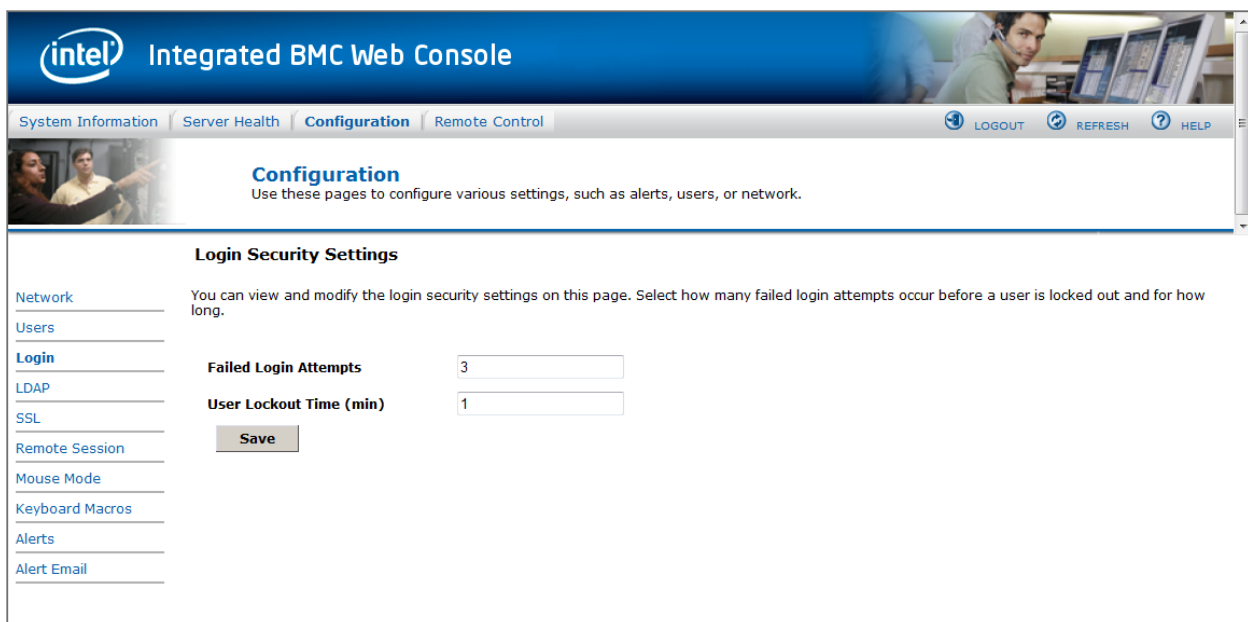 intel Integrated BMC Web Console
System Information Server Health Configuration Remote Control LOGOUT REFRESH ? HELP
Configuration
Use these pages to configure various settings, such as alerts, users, or network.
Login Security Settings
You can view and modify the login security settings on this page. Select how many failed login attempts occur before a user is locked out and for how
long.
Network
Users
Login
LDAP
SSL
Remote Session
Mouse Mode
Keyboard Macros
Alerts
Alert Email
Failed Login Attempts 3
User Lockout Time (min) 1
Save